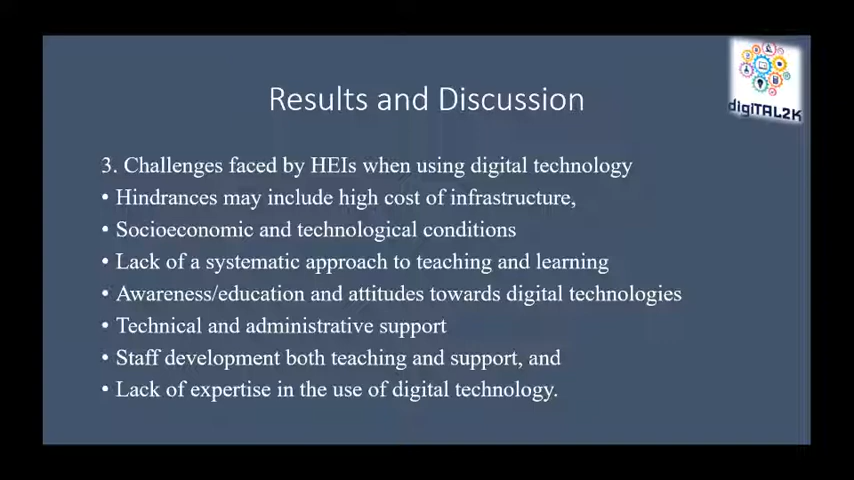 digiTAL2K
Results and Discussion
3. Challenges faced by HEIs when using digital technology
• Hindrances may include high cost of infrastructure,
• Socioeconomic and technological conditions
• Lack of a systematic approach to teaching and learning
• Awareness/education and attitudes towards digital technologies
• Technical and administrative support
• Staff development both teaching and support, and
• Lack of expertise in the use of digital technology.